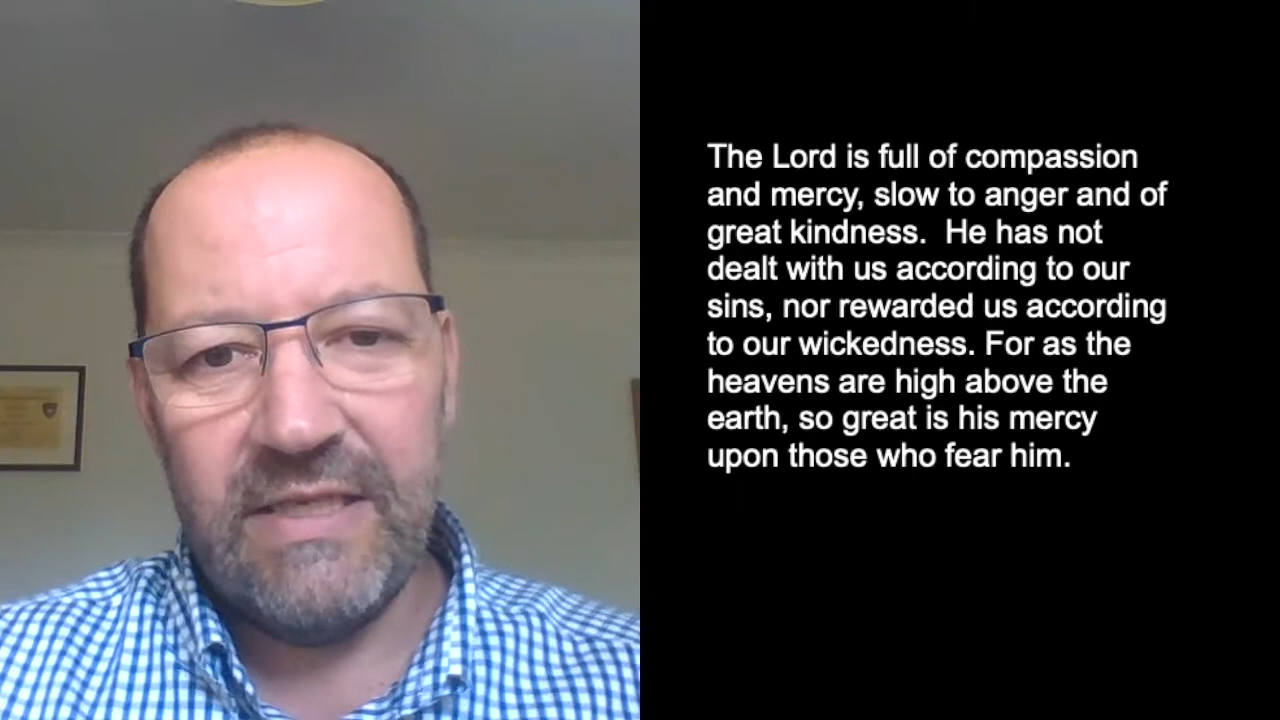 The Lord is full of compassion
and mercy, slow to anger and of
great kindness.  He has not
dealt with us according to our
sins, nor rewarded us according
to our wickedness. For as the
heavens are high above the
earth, so great is his mercy
upon those who fear him.